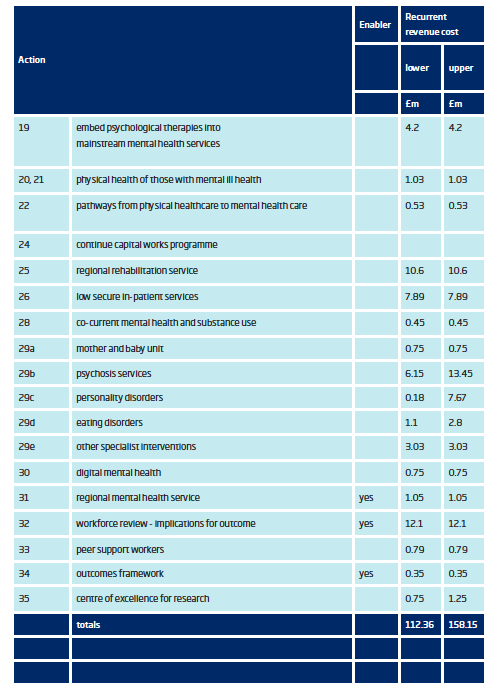 Action Enabler Recurrent
revenue cost
lower upper
£m £m
19 embed psychological therapies into 4.2 4.2
mainstream mental health services
20, 21 physical health of those with mental ill health 1.03 1.03
22 pathways from physical healthcare to mental health care 0.53 0.53
24 continue capital works programme
25 regional rehabilitation service 10.6 10.6
26 low secure in-patient services 7.89 7.89
28 co-current mental health and substance use 0.45 0.45
29a mother and baby unit 0.75 0.75
29b psychosis services 6.15 13.45
29c personality disorders 0.18 7.67
29d eating disorders 1.1 2.8
29e other specialist interventions 3.03 3.03
30 digital mental health 0.75 0.75
31 regional mental health service yes 1.05 1.05
32 workforce review - implications for outcome yes 12.1 12.1
33 peer support workers 0.79 0.79
34 outcomes framework yes 0.35 0.35
35 centre of excellence for research 0.75 1.25
totals 112.36 158.15